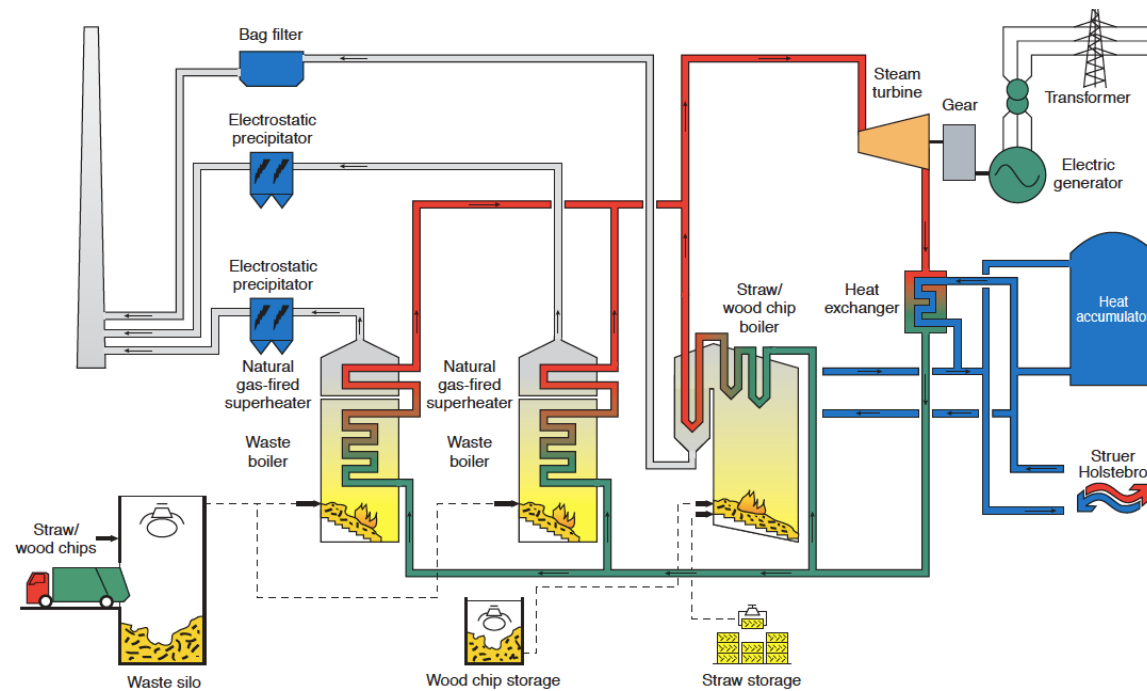 Bag filter
Steam
turbine
Gear
Transformer
Electrostatic
precipitator
Electric
generator
Electrostatic
precipitator
Straw/
wood chip
boiler
Heat
exchanger
Heat
accumulato
Natural
gas-fired
superheater
Natural
gas-fired
superheater
Waste
boiler
Waste
boiler
Struer
Holstebro
Straw/
wood chips
Waste silo
Wood chip storage
Straw storage